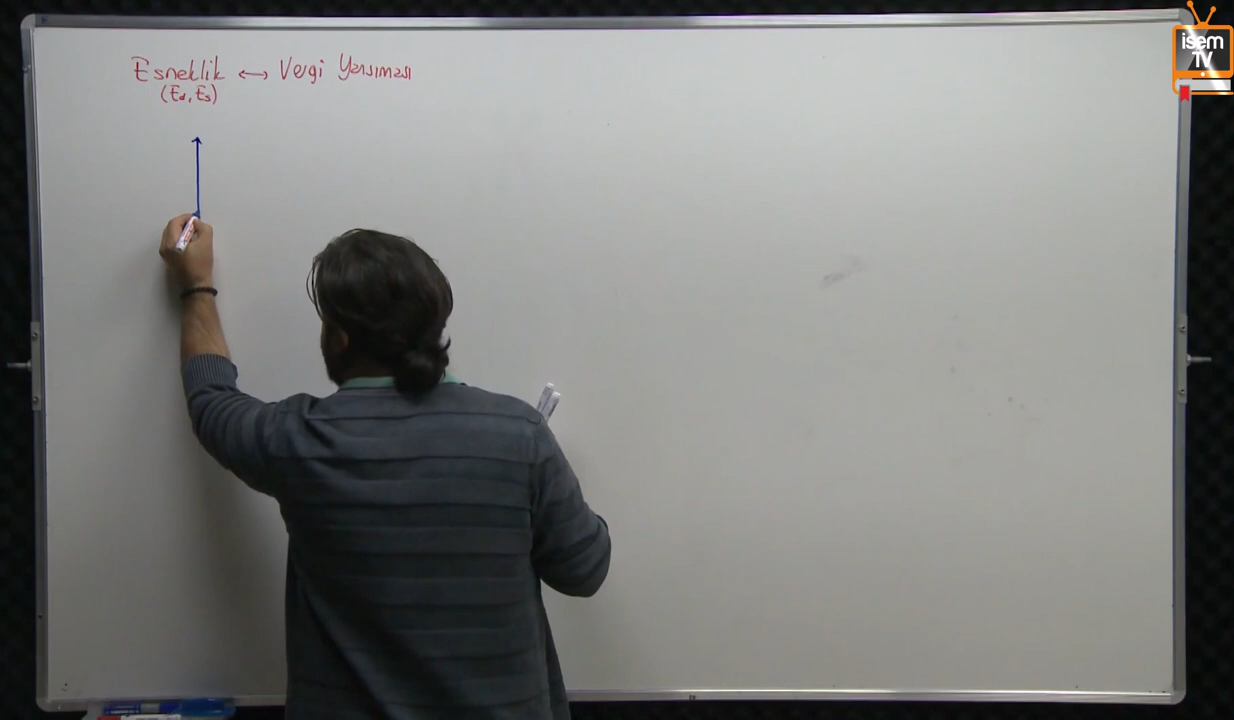 Esneklik ↔ Vergi Yansıması
(Ed, Es)
isem
TV